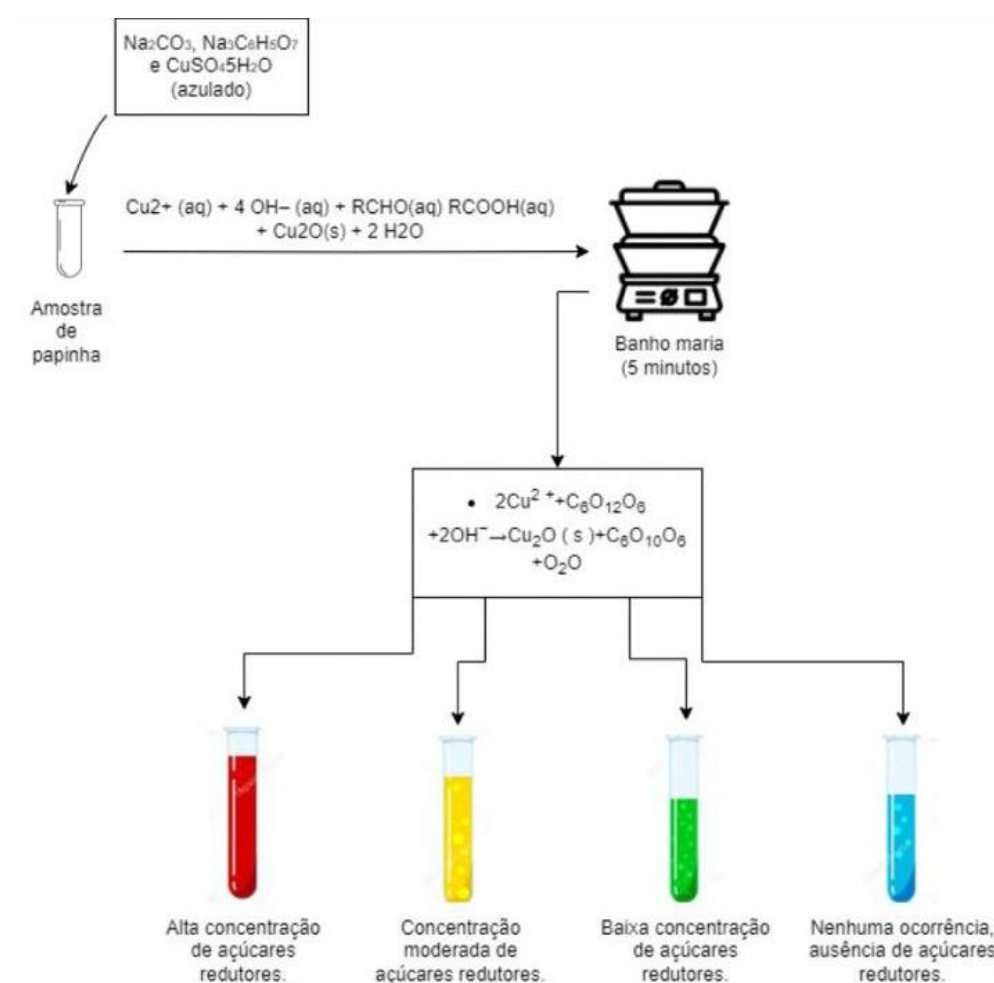 Na₂CO₃, Na₃C₆H₅O₇
e CuSO₄5H₂O
(azulado)
Cu2+ (aq) + 4 OH– (aq) + RCHO(aq) RCOOH(aq)
+ Cu2O(s) + 2 H2O
Amostra
de
papinha
Banho maria
(5 minutos)
• 2Cu² ⁺+C₆O₁₂O₆
+2OH⁻→Cu₂O ( s )+C₆O₁₀O₆
+O₂O
Alta concentração
de açúcares
redutores.
Concentração
moderada de
açúcares redutores.
Baixa concentração
de açúcares
redutores.
Nenhuma ocorrência,
ausência de açúcares
redutores.